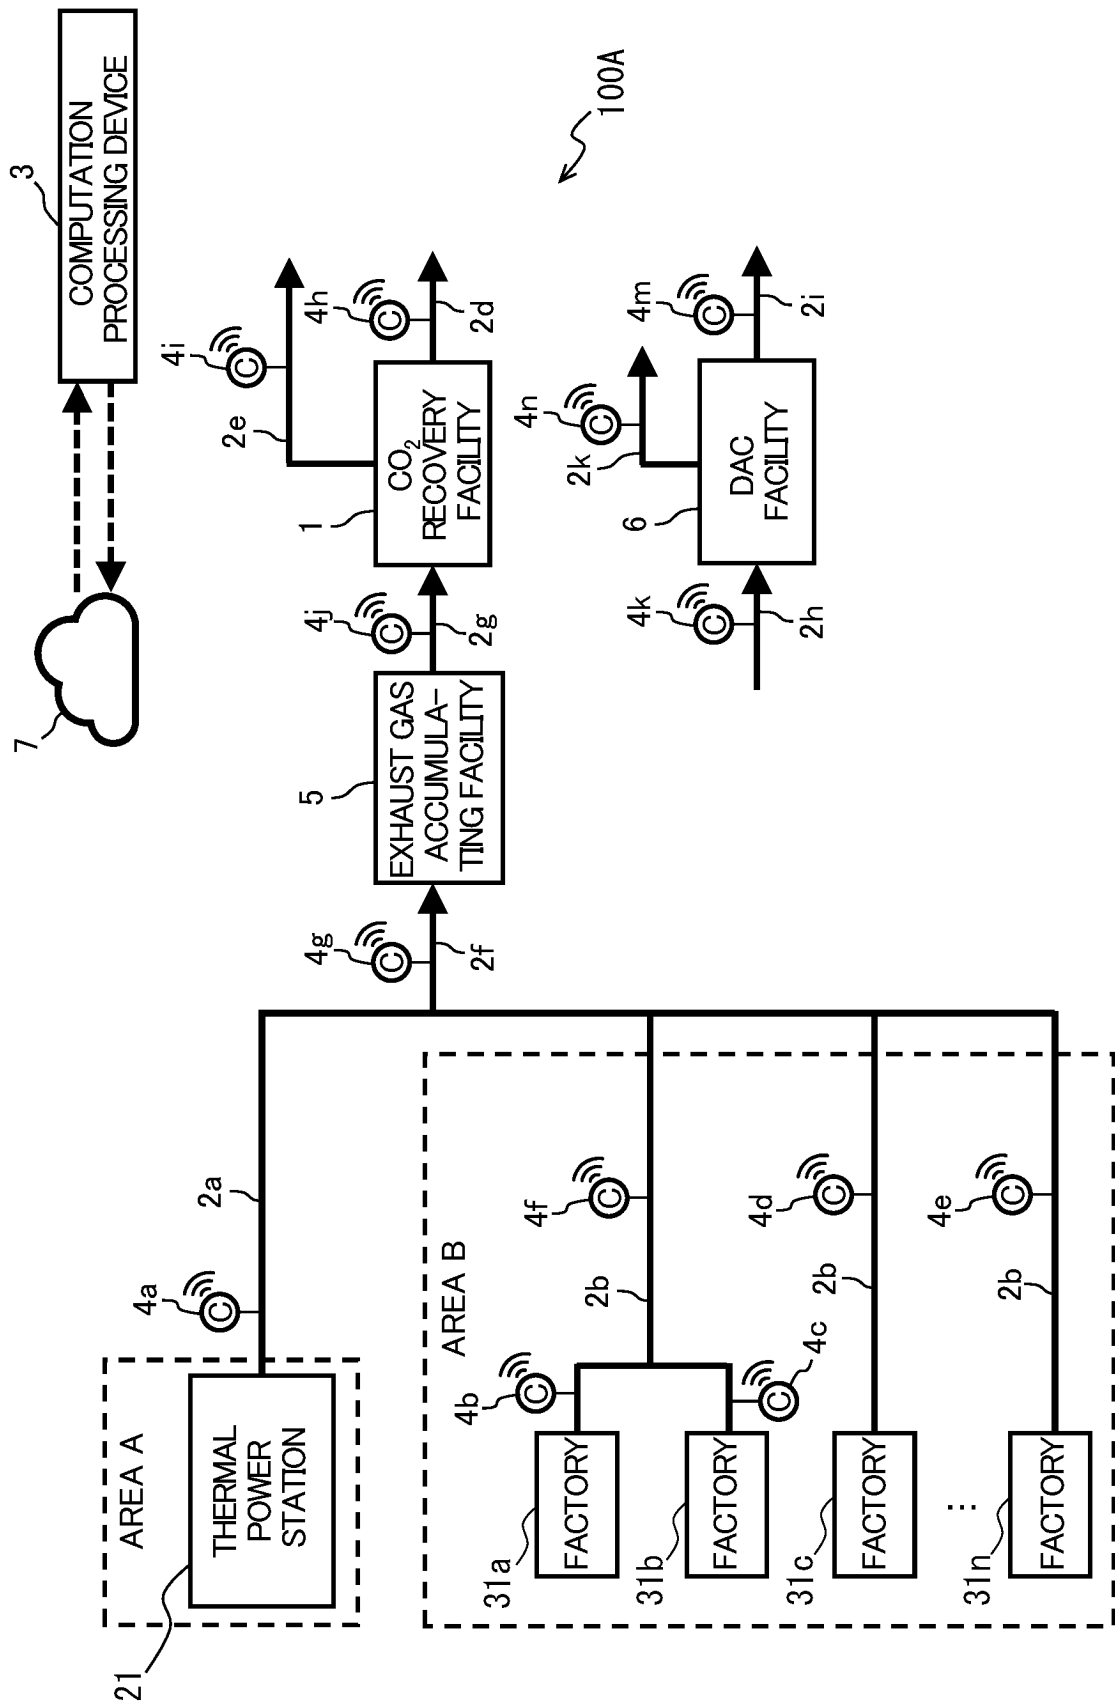 100A
3
COMPUTATION
PROCESSING DEVICE
7
AREA A
21
THERMAL
POWER
STATION
4a
C
2a
4g
C
2f
5
EXHAUST GAS
ACCUMULA-
TING FACILITY
4j
C
2g
1
CO2
RECOVERY
FACILITY
2e
4i
C
4h
C
2d
AREA B
31a
FACTORY
4b
C
31b
FACTORY
4c
C
2b
4f
C
31c
FACTORY
2b
4d
C
⋯
31n
FACTORY
2b
4e
C
4k
C
2h
6
DAC
FACILITY
2k
4n
C
4m
C
2i